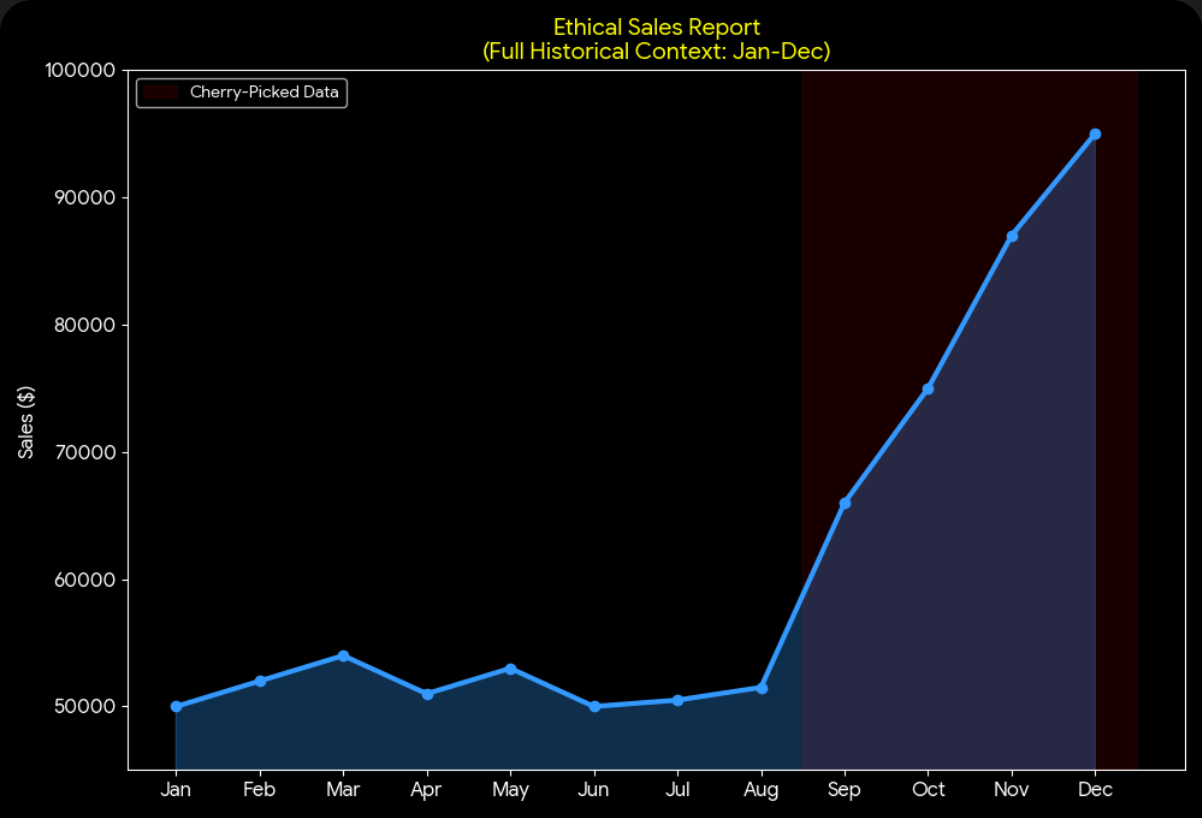 Ethical Sales Report
(Full Historical Context: Jan-Dec)
Cherry-Picked Data
Sales ($)
100000
90000
80000
70000
60000
50000
Jan Feb Mar Apr May Jun Jul Aug Sep Oct Nov Dec